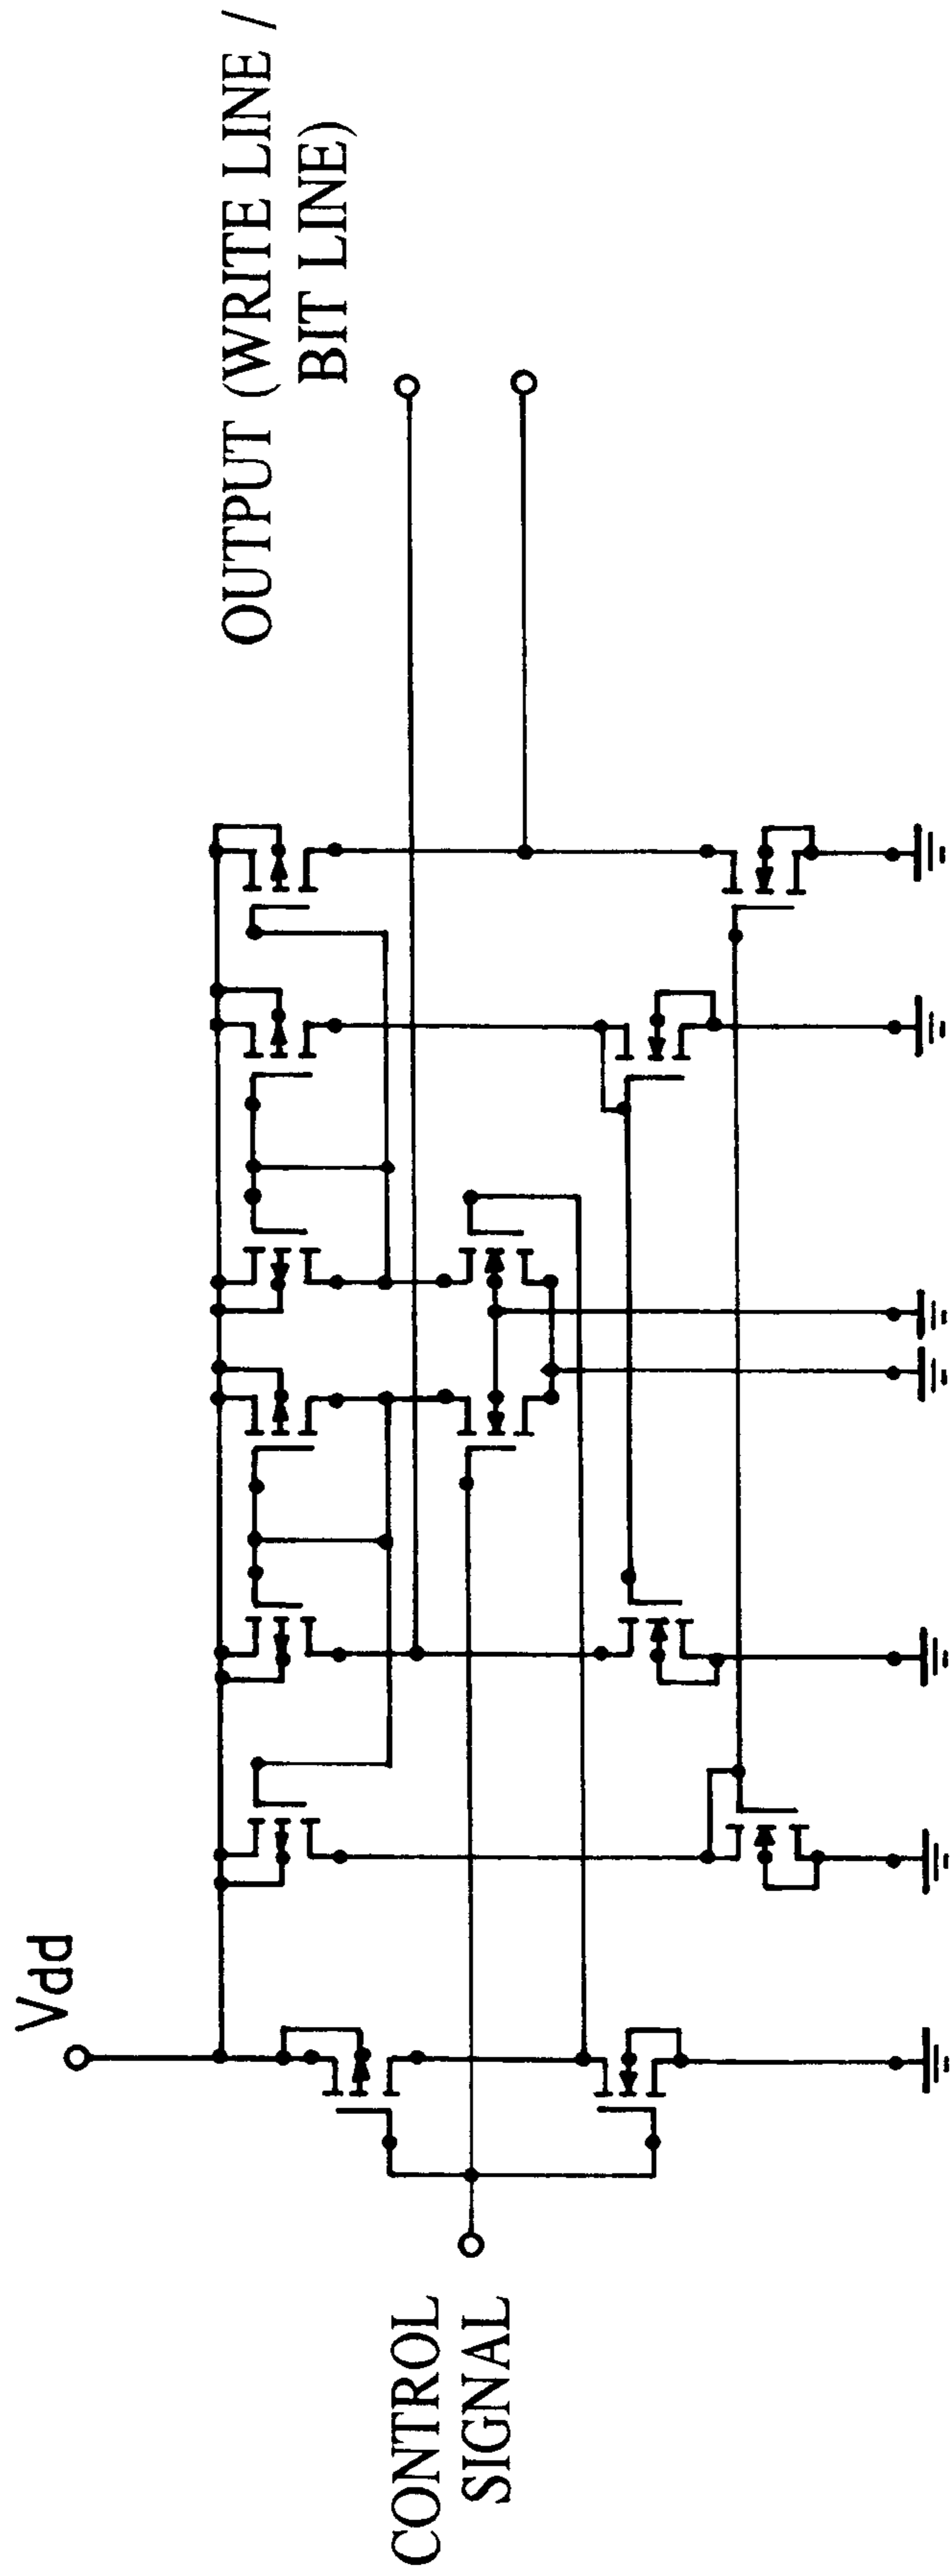 Vdd
OUTPUT (WRITE LINE /
BIT LINE)
CONTROL
SIGNAL